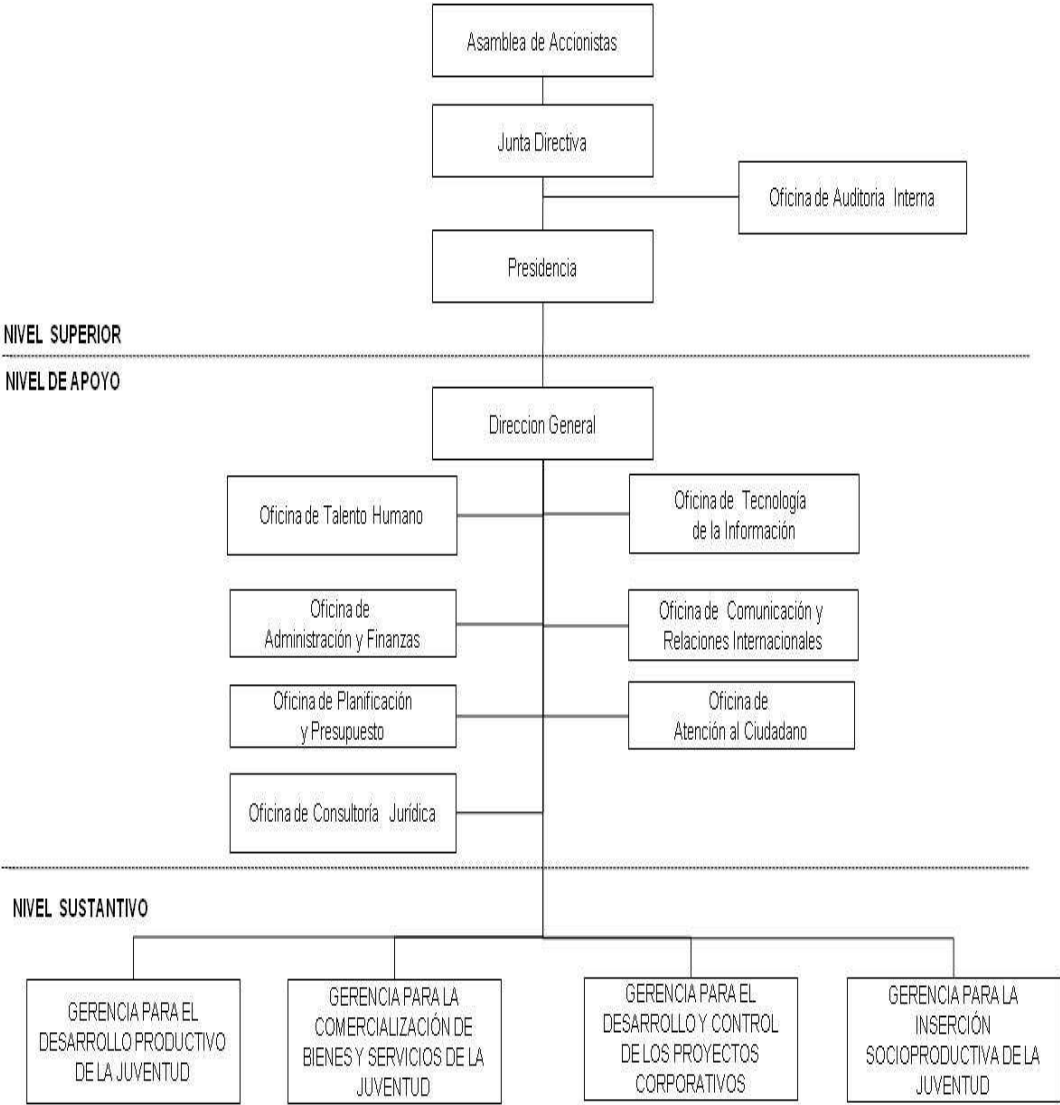 Asamblea de Accionistas
Junta Directiva
Oficina de Auditoria Interna
Presidencia
NIVEL SUPERIOR
NIVEL DE APOYO
Direccion General
Oficina de Talento Humano
Oficina de Tecnología
de la Información
Oficina de
Administración y Finanzas
Oficina de Comunicación y
Relaciones Internacionales
Oficina de Planificación
y Presupuesto
Oficina de
Atención al Ciudadano
Oficina de Consultoría Jurídica
NIVEL SUSTANTIVO
GERENCIA PARA EL
DESARROLLO PRODUCTIVO
DE LA JUVENTUD
GERENCIA PARA LA
COMERCIALIZACIÓN DE
BIENES Y SERVICIOS DE LA
JUVENTUD
GERENCIA PARA EL
DESARROLLO Y CONTROL
DE LOS PROYECTOS
CORPORATIVOS
GERENCIA PARA LA
INSERCIÓN
SOCIOPRODUCTIVA DE LA
JUVENTUD